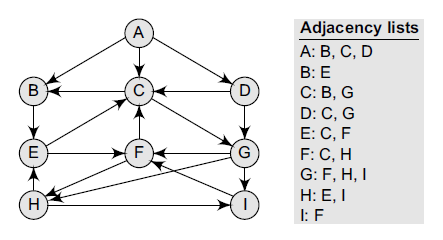 A
B
C
D
E
F
G
H
I
Adjacency lists
A: B, C, D
B: E
C: B, G
D: C, G
E: C, F
F: C, H
G: F, H, I
H: E, I
I: F